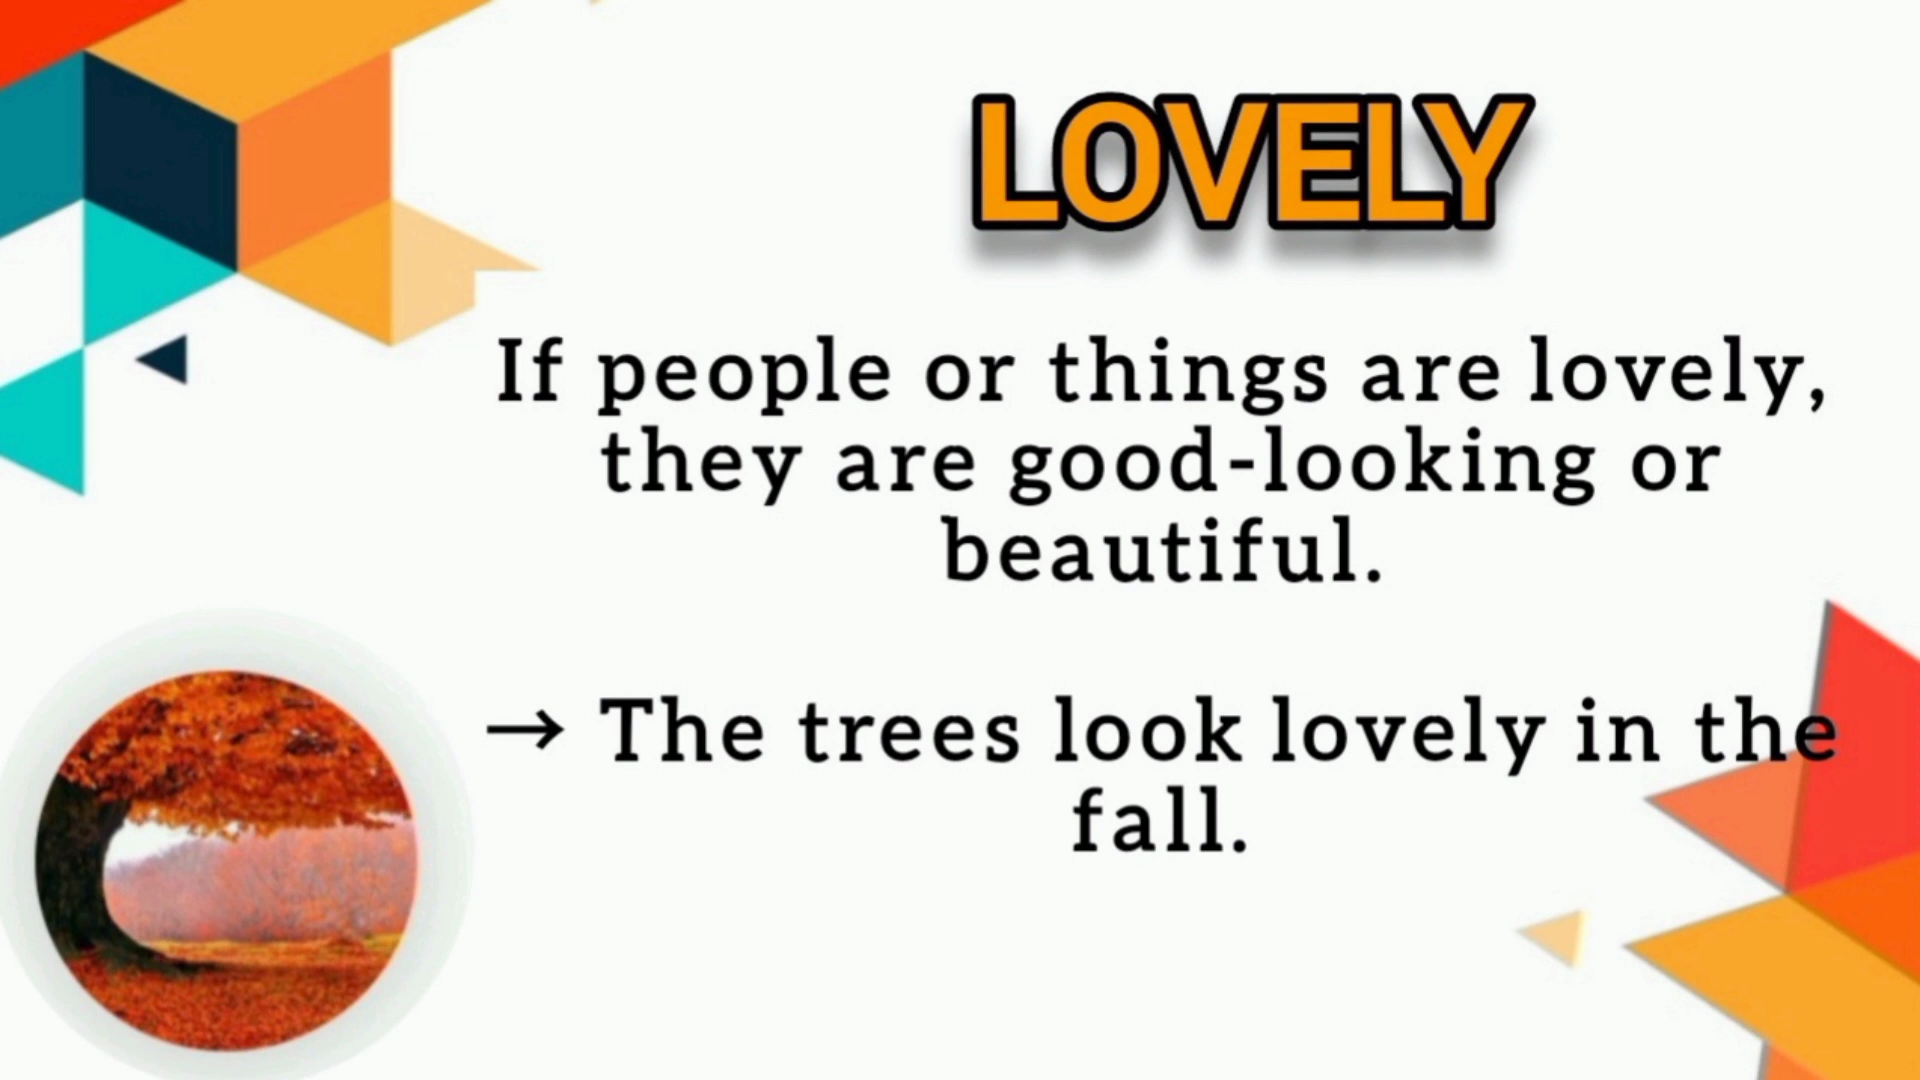 LOVELY
If people or things are lovely,
they are good-looking or
beautiful.
→ The trees look lovely in the
fall.